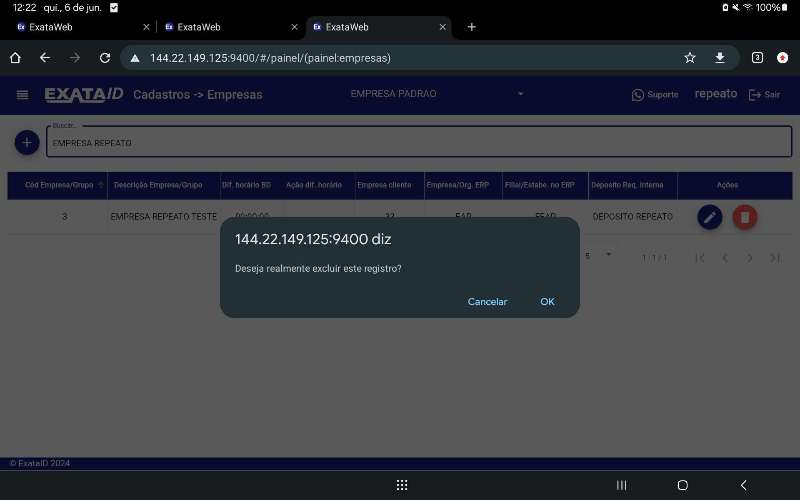 12:22 qui., 6 de jun.
100%
ExataWeb
ExataWeb
ExataWeb
144.22.149.125:9400/#/painel/(painel:empresas)
3
EXATAID
Cadastros -> Empresas
EMPRESA PADRAO
Suporte
repeato
Sair
Buscar...
EMPRESA REPEATO
Cód Empresa/Grupo
Descrição Empresa/Grupo
Dif. horário BD
Ação dif. horário
Empresa cliente
Empresa/Org. ERP
Filial/Estabe. no ERP
Deposito Req. Interna
Ações
3
EMPRESA REPEATO TESTE
00:00:00
DEPOSITO REPEATO
5
1-1/1
144.22.149.125:9400 diz
Deseja realmente excluir este registro?
Cancelar
OK
© ExataID 2024